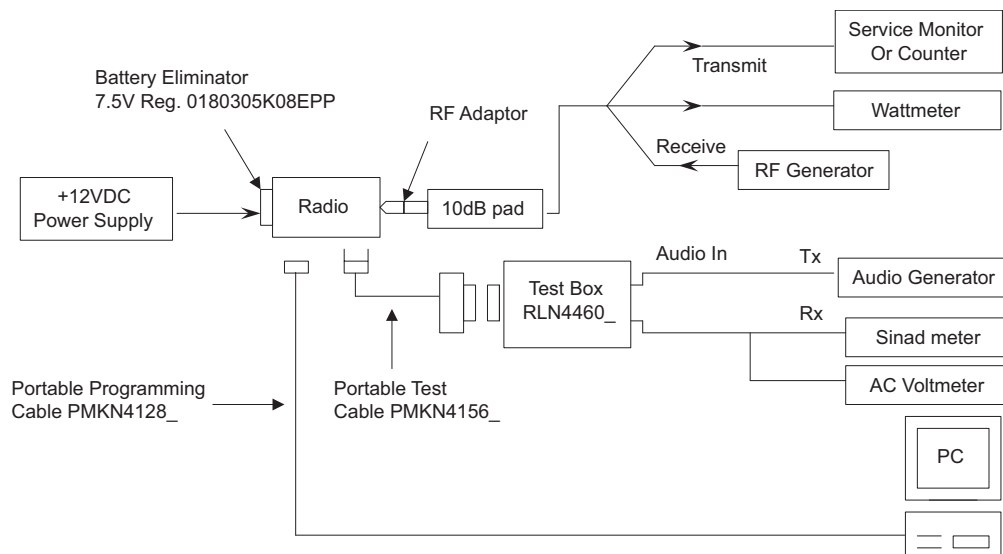 Service Monitor
Or Counter
Transmit
Battery Eliminator
7.5V Reg. 0180305K08EPP
Wattmeter
RF Adaptor
Receive
RF Generator
+12VDC
Power Supply
Radio
10dB pad
Audio In
Tx
Audio Generator
Test Box
RLN4460_
Rx
Sinad meter
AC Voltmeter
Portable Programming
Cable PMKN4128_
Portable Test
Cable PMKN4156_
PC